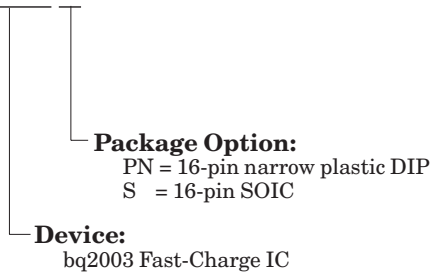 Package Option:
PN = 16-pin narrow plastic DIP
S = 16-pin SOIC
Device:
bq2003 Fast-Charge IC